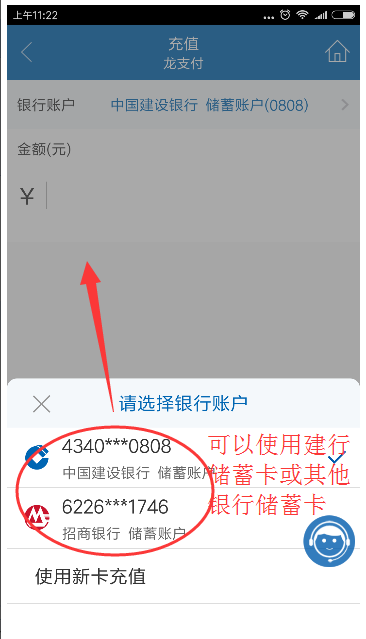 上午11:22
充值
龙支付
银行账户 中国建设银行 储蓄账户(0808)
金额(元)
¥
请选择银行账户
4340***0808
中国建设银行 储蓄账户
6226***1746
招商银行 储蓄账户
可以使用建行
储蓄卡或其他
银行储蓄卡
使用新卡充值